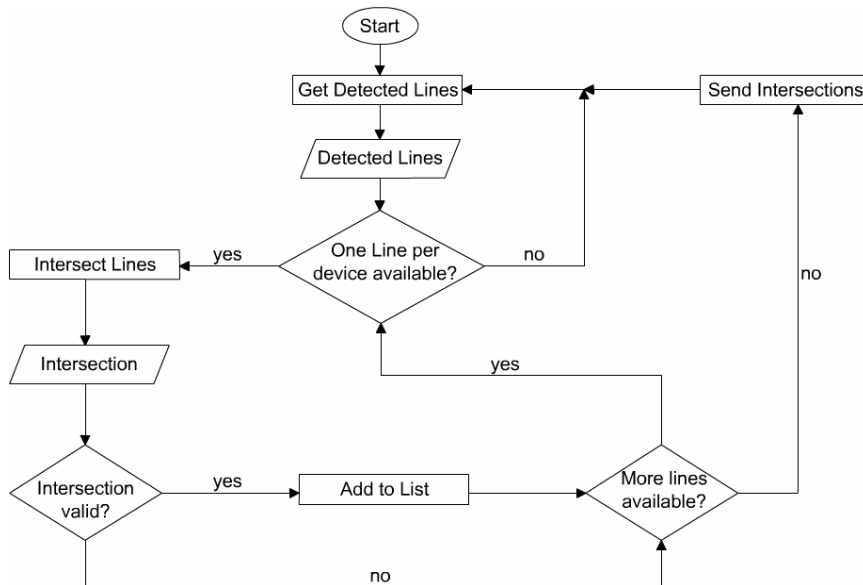 Start
Get Detected Lines
Send Intersections
Detected Lines
One Line per
device available?
yes
no
Intersect Lines
no
Intersection
yes
Intersection
valid?
yes
Add to List
More lines
available?
no